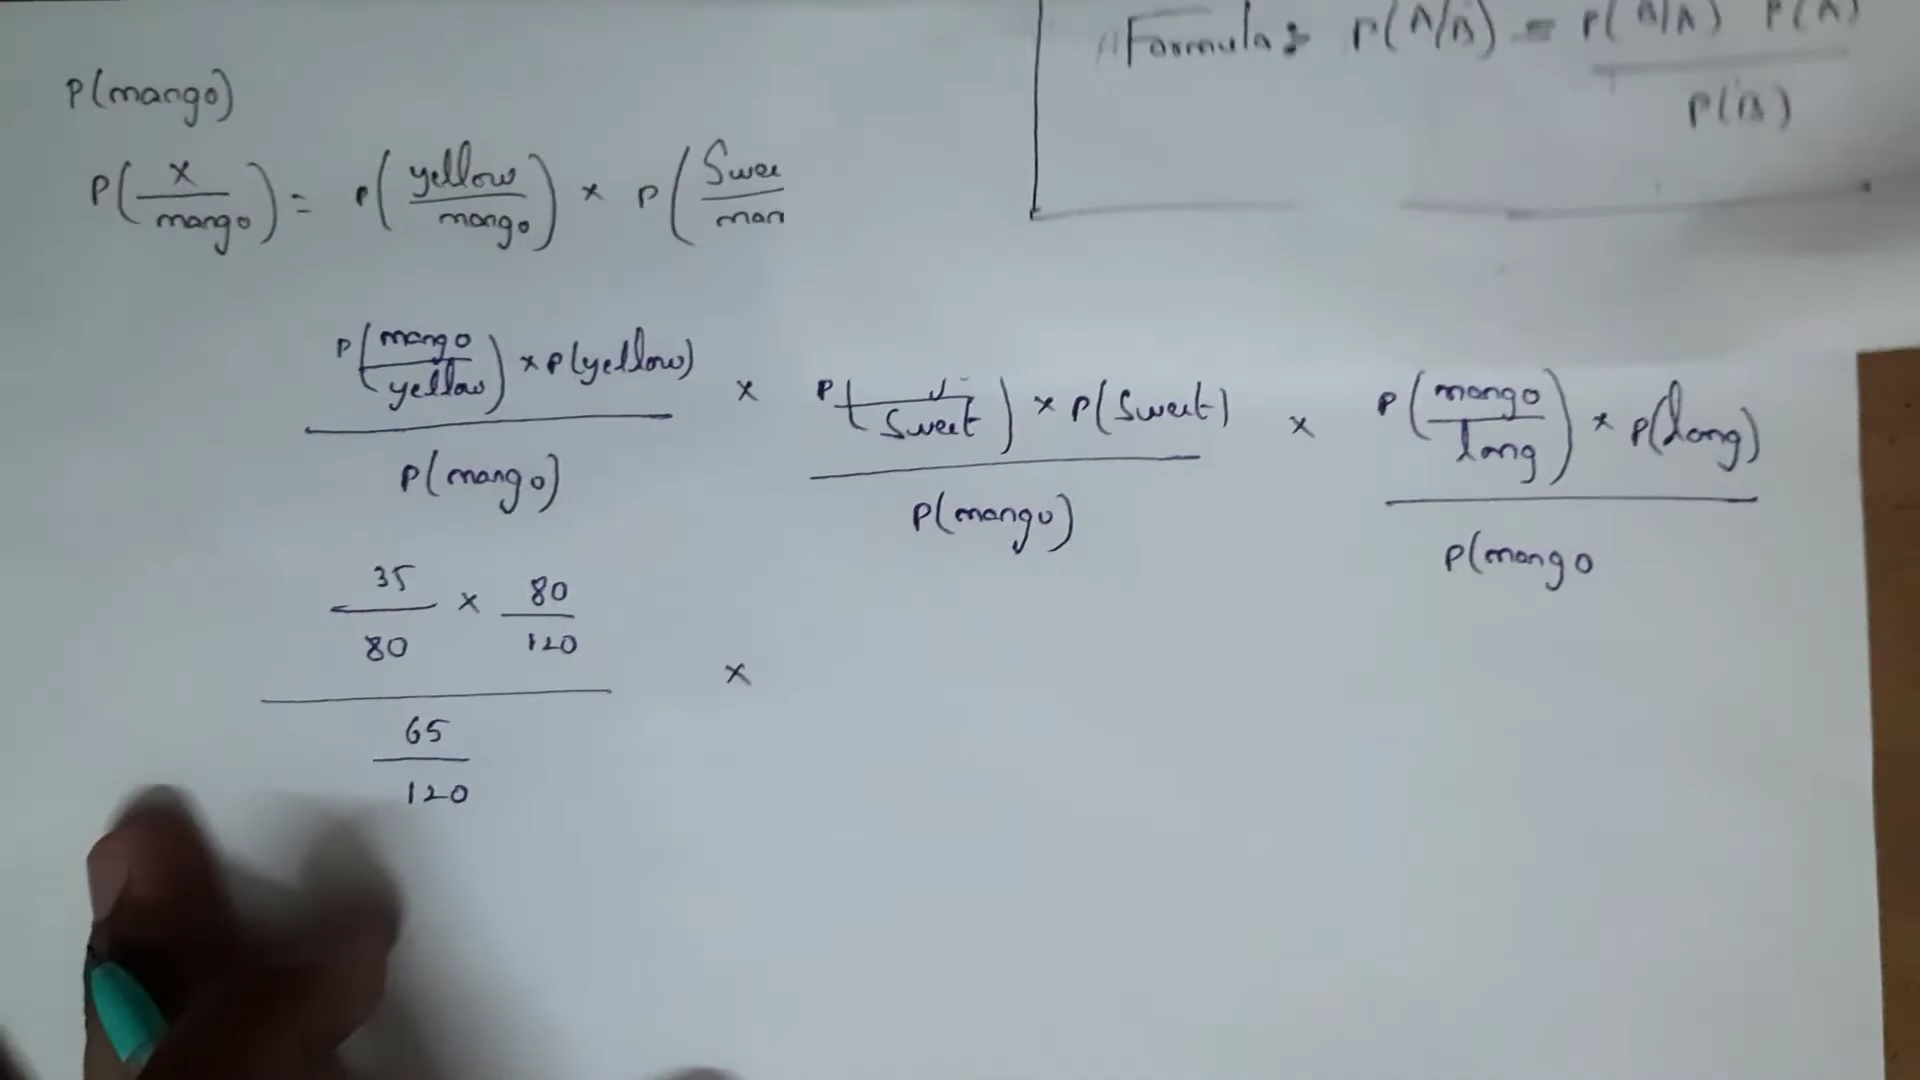 Formula: P(A/B) = P(B/A) P(A)
P(B)
P(mango)
P(x/mango) = P(yellow/mango) × P(Swee/man
P(mango/yellow) × P(yellow) × P( /Sweet) × P(Sweet) × P(mango/long) × P(long)
P(mango) P(mango) P(mango
35/80 × 80/120 ×
65/120